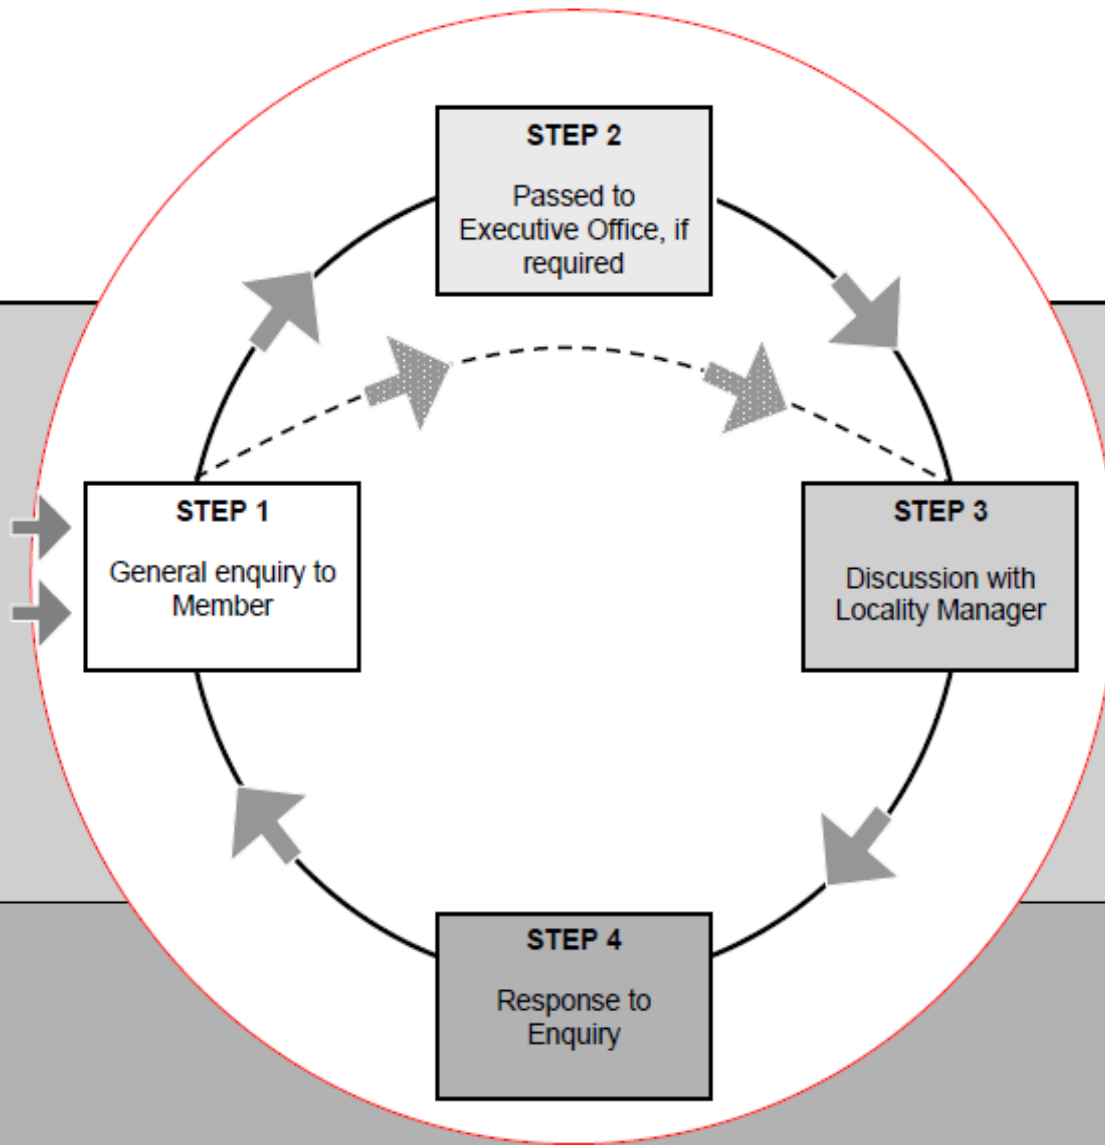 STEP 2
Passed to
Executive Office, if
required
STEP 1
General enquiry to
Member
STEP 3
Discussion with
Locality Manager
STEP 4
Response to
Enquiry